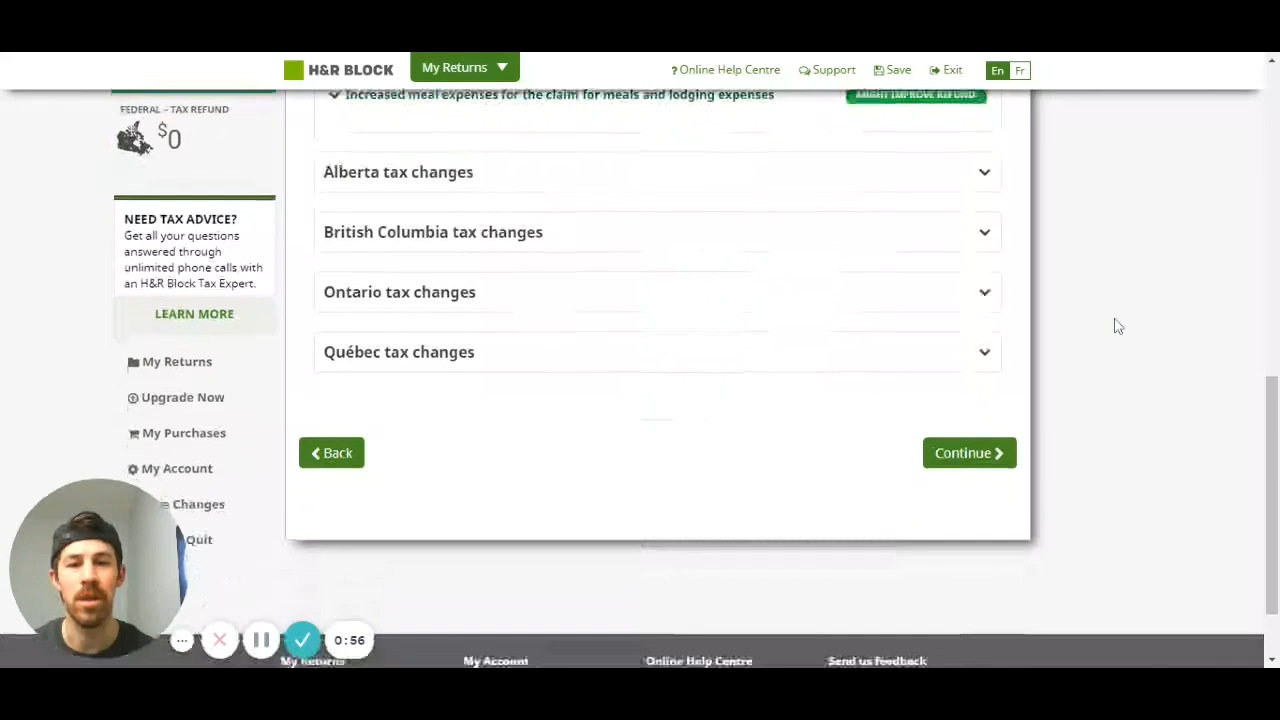 H&R BLOCK
My Returns
Online Help Centre
Support
Save
Exit
En
Fr
FEDERAL - TAX REFUND
$0
NEED TAX ADVICE?
Get all your questions
answered through
unlimited phone calls with
an H&R Block Tax Expert.
LEARN MORE
My Returns
Upgrade Now
My Purchases
My Account
Changes
Quit
Increased meal expenses for the claim for meals and lodging expenses
MIGHT IMPROVE REFUND
Alberta tax changes
British Columbia tax changes
Ontario tax changes
Québec tax changes
Back
Continue
0:56
My Returns
My Account
Online Help Centre
Send us feedback